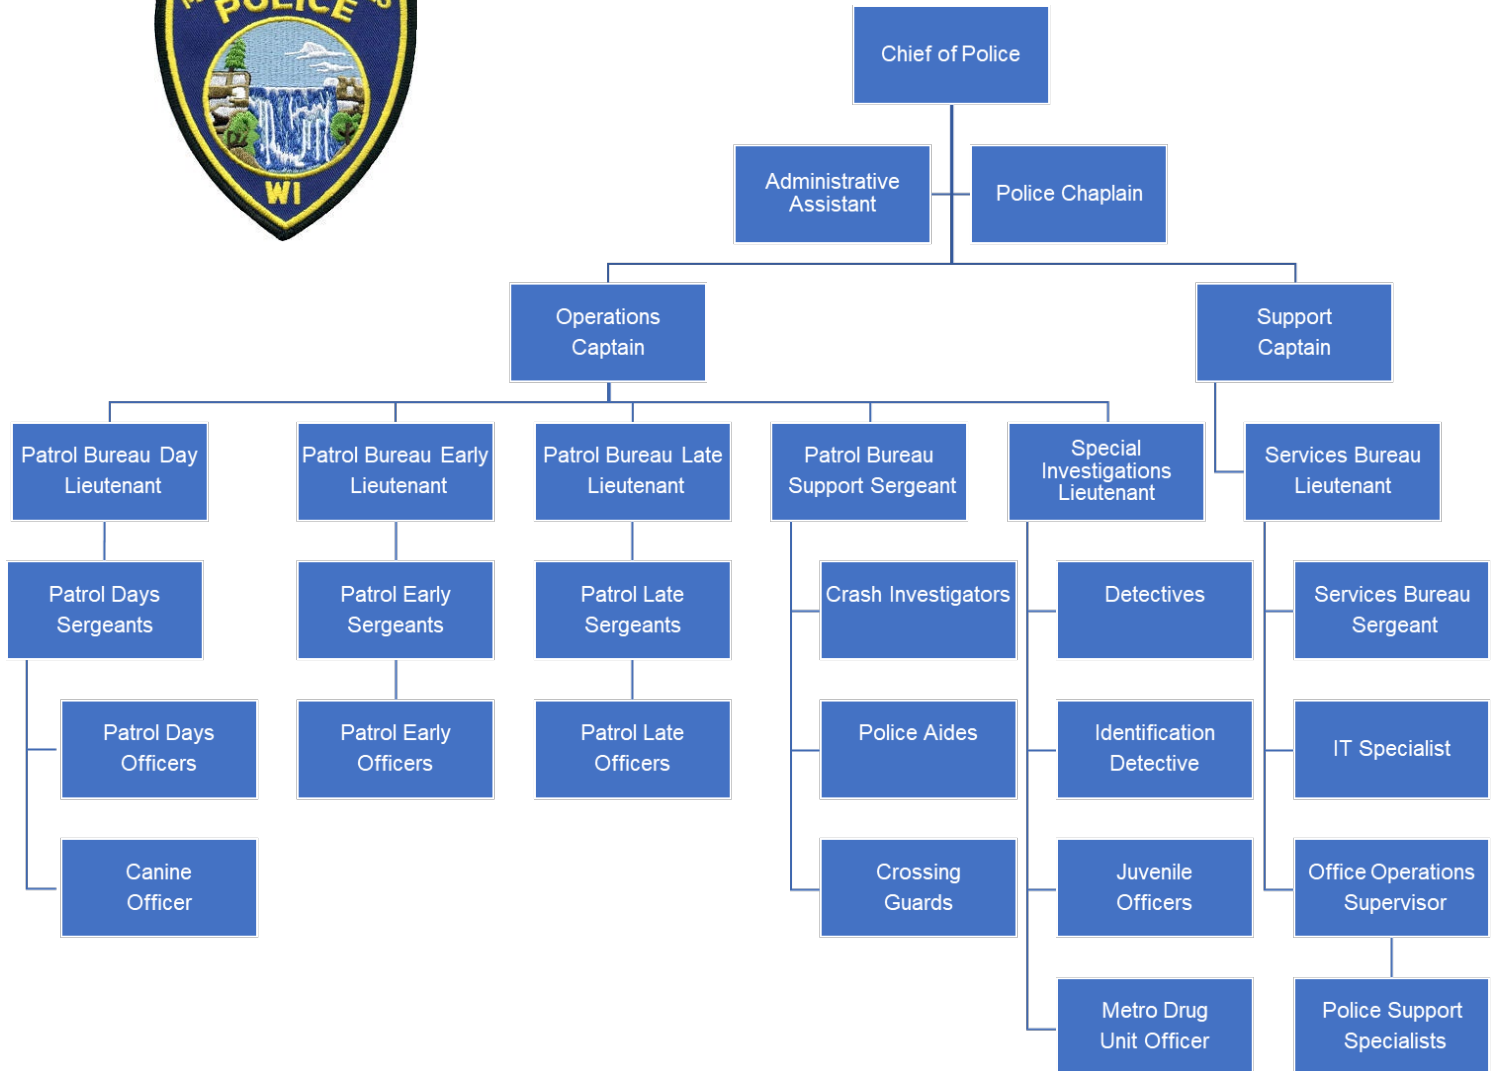 POLICE
WI
Chief of Police
Administrative
Assistant
Police Chaplain
Operations
Captain
Support
Captain
Patrol Bureau Day
Lieutenant
Patrol Bureau Early
Lieutenant
Patrol Bureau Late
Lieutenant
Patrol Bureau
Support Sergeant
Special
Investigations
Lieutenant
Services Bureau
Lieutenant
Patrol Days
Sergeants
Patrol Early
Sergeants
Patrol Late
Sergeants
Crash Investigators
Detectives
Services Bureau
Sergeant
Patrol Days
Officers
Patrol Early
Officers
Patrol Late
Officers
Police Aides
Identification
Detective
IT Specialist
Canine
Officer
Crossing
Guards
Juvenile
Officers
Office Operations
Supervisor
Metro Drug
Unit Officer
Police Support
Specialists